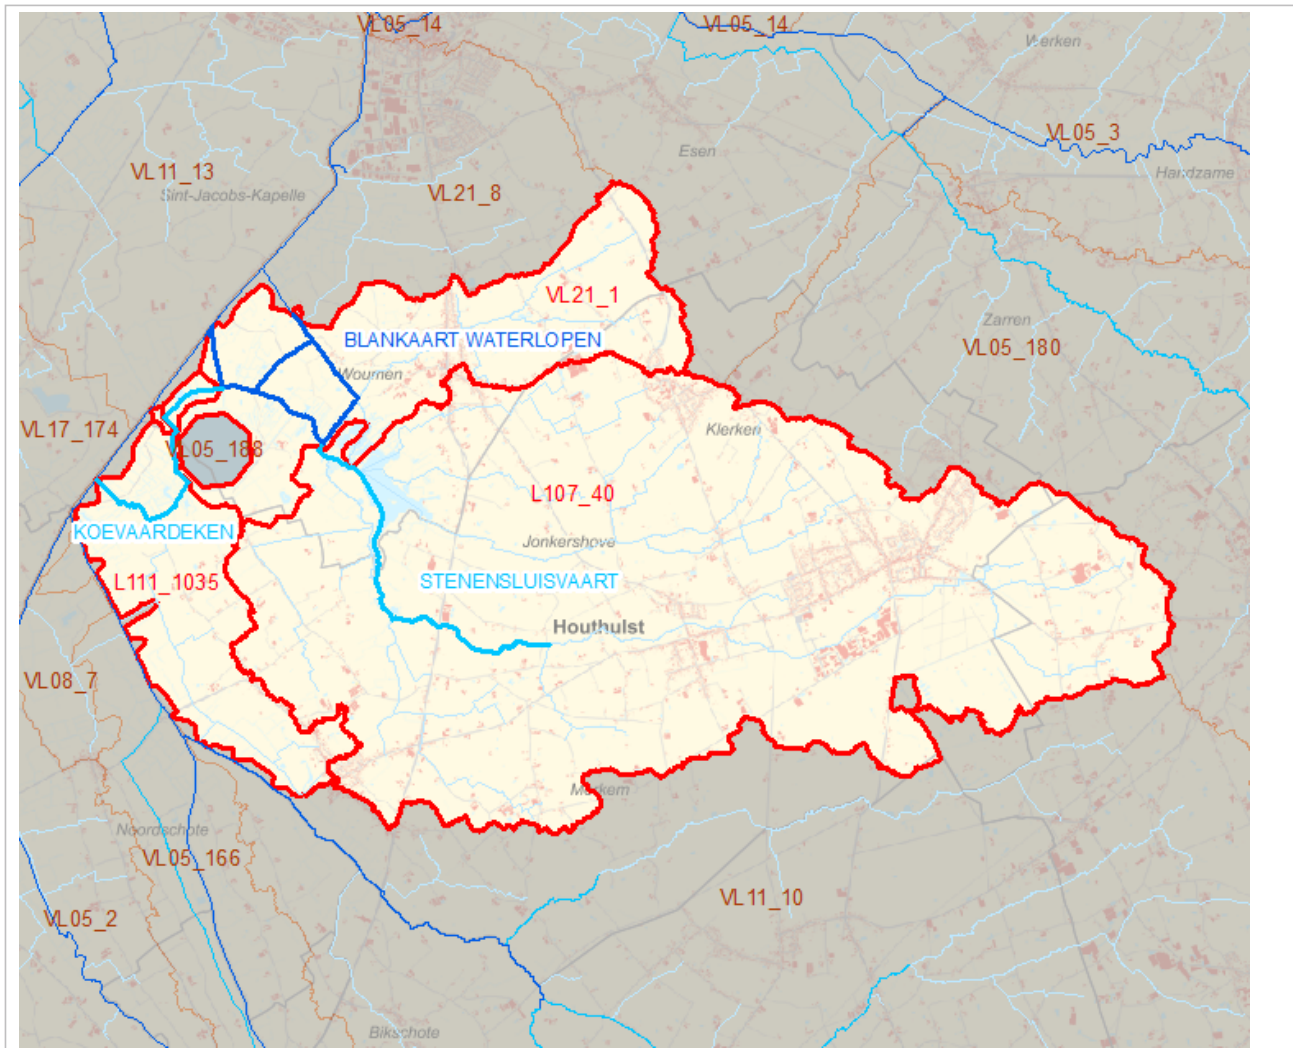 VL05_14
VL05_14
Werken
VL05_3
Esen
VL11_13
Handzame
Sint-Jacobs-Kapelle
VL21_8
VL21_1
Zarren
BLANKAART WATERLOPEN
VL05_180
Woumen
VL17_174
Klerken
VL05_188
L107_40
KOEVAARDEKEN
Jonkershove
L111_1035
STENENSLUISVAART
Houthulst
VL08_7
Merkem
Noordschote
VL05_166
VL11_10
VL05_2
Bikschote